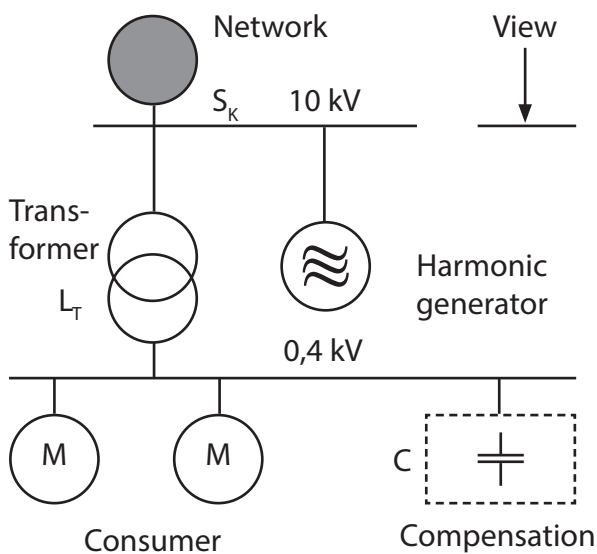 Network
View
S_K
10 kV
Trans-
former
L_T
Harmonic
generator
0,4 kV
M
M
C
Consumer
Compensation